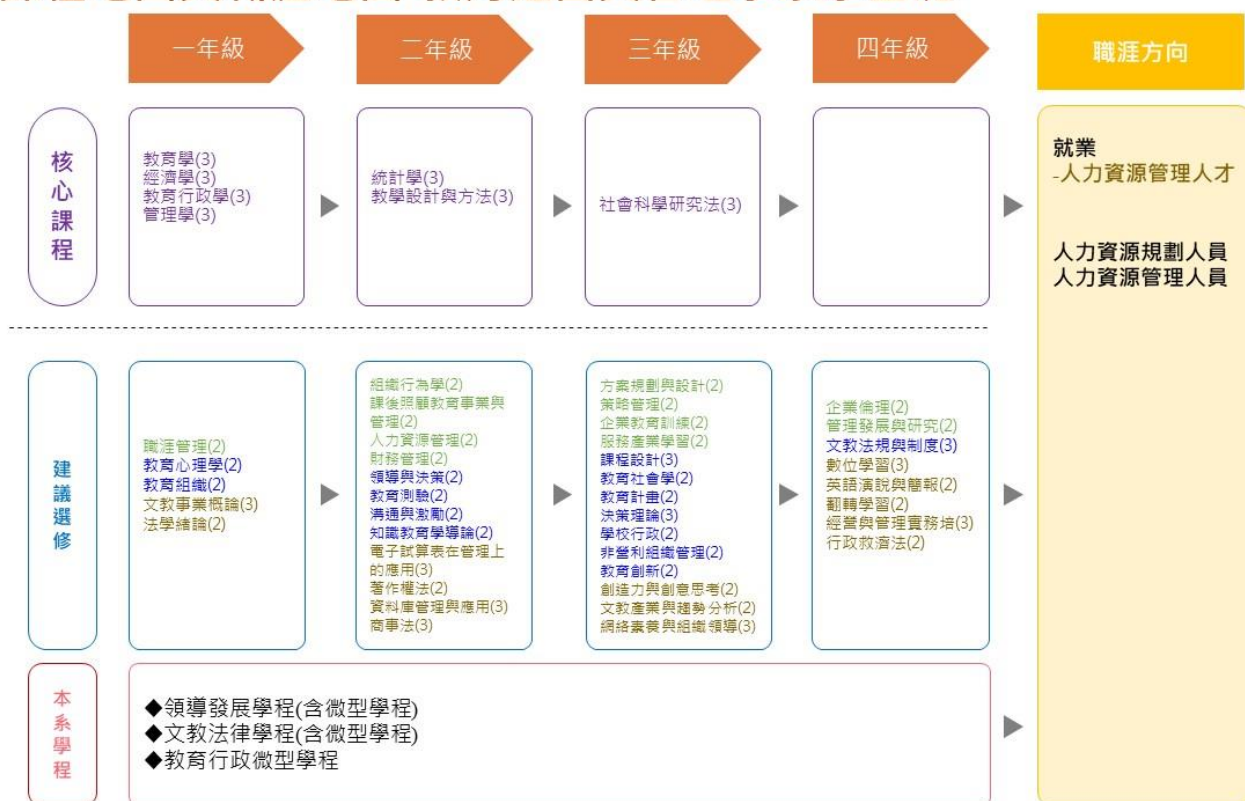 一年級
二年級
三年級
四年級
職涯方向
核心課程
教育學(3)
經濟學(3)
教育行政學(3)
管理學(3)
統計學(3)
教學設計與方法(3)
社會科學研究法(3)
就業
-人力資源管理人才
人力資源規劃人員
人力資源管理人員
建議選修
職涯管理(2)
教育心理學(2)
教育組織(2)
文教事業概論(3)
法學緒論(2)
組織行為學(2)
課後照顧教育事業與
管理(2)
人力資源管理(2)
財務管理(2)
領導與決策(2)
教育測驗(2)
溝通與激勵(2)
知識教育學導論(2)
電子試算表在管理上
的應用(3)
著作權法(2)
資料庫管理與應用(3)
商事法(3)
方案規劃與設計(2)
策略管理(2)
企業教育訓練(2)
服務產業學習(2)
課程設計(3)
教育社會學(2)
教育計畫(2)
決策理論(3)
學校行政(2)
非營利組織管理(2)
教育創新(2)
創造力與創意思考(2)
文教產業與趨勢分析(2)
網絡素養與組織領導(3)
企業倫理(2)
管理發展與研究(2)
文教法規與制度(3)
數位學習(3)
英語演說與簡報(2)
翻轉學習(2)
經營與管理實務培(3)
行政救濟法(2)
本系學程
◆領導發展學程(含微型學程)
◆文教法律學程(含微型學程)
◆教育行政微型學程